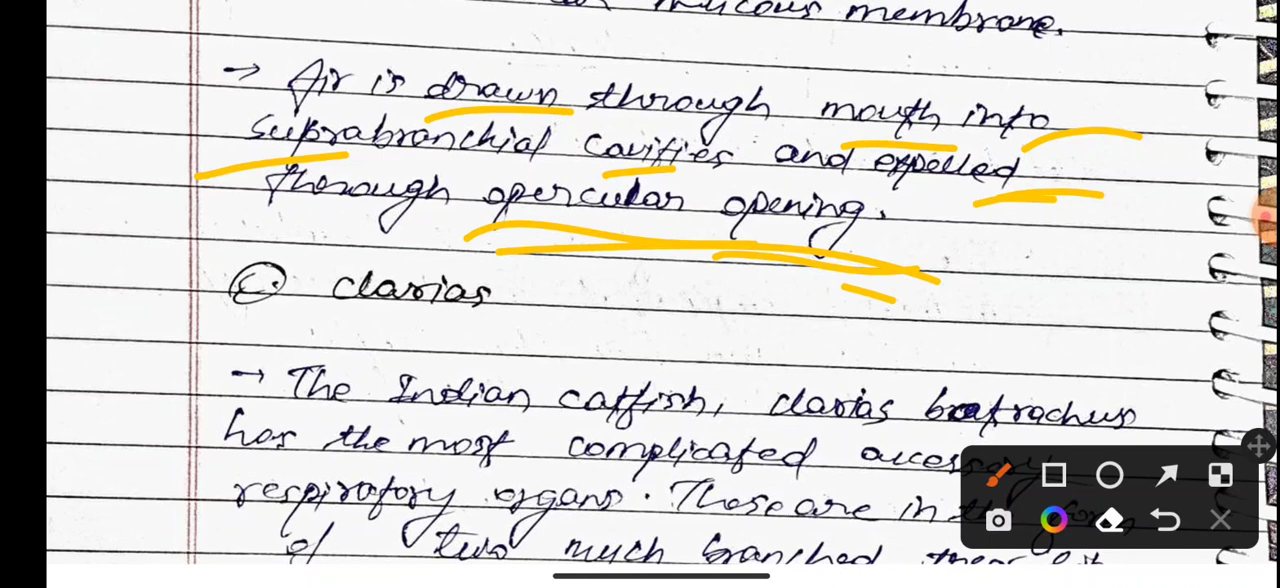 mucous membrane.
→ Air is drawn through mouth into
suprabranchial cavities and expelled
through opercular opening.
C. clarias
→ The Indian catfish, clarias batrachus
has the most complicated accessory
respiratory organs. These are in the form
of two much branched